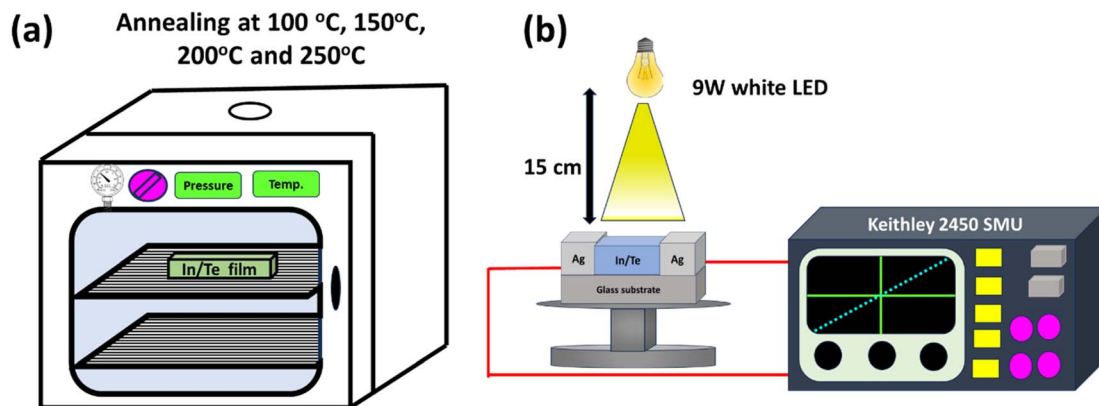 (a)
Annealing at 100 °C, 150°C,
200°C and 250°C
Pressure
Temp.
In/Te film
(b)
9W white LED
15 cm
Ag
In/Te
Ag
Glass substrate
Keithley 2450 SMU